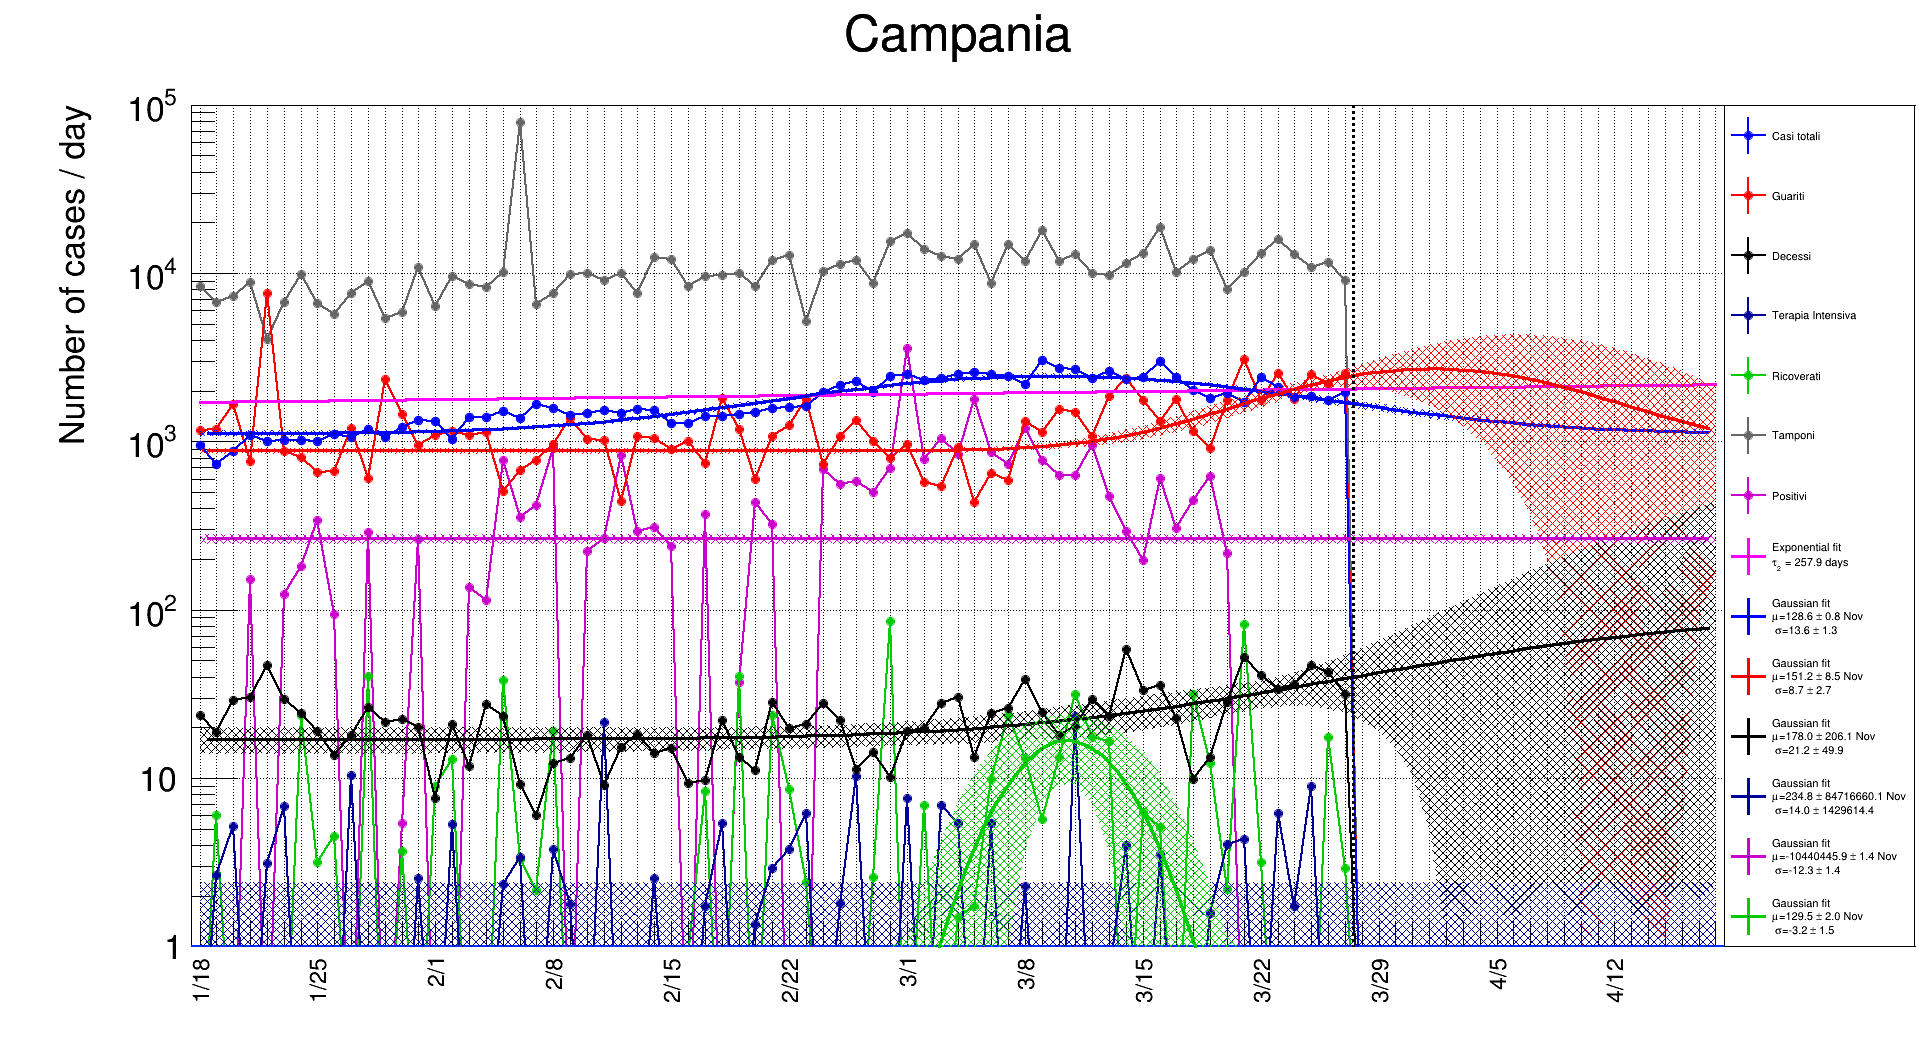 Campania
Number of cases / day
10^5
10^4
10^3
10^2
10
1
1/18
1/25
2/1
2/8
2/15
2/22
3/1
3/8
3/15
3/22
3/29
4/5
4/12
Casi totali
Guariti
Decessi
Terapia Intensiva
Ricoverati
Tamponi
Positivi
Exponential fit
τ_2 = 257.9 days
Gaussian fit
μ=128.6 ± 0.8 Nov
σ=13.6 ± 1.3
Gaussian fit
μ=151.2 ± 8.5 Nov
σ=8.7 ± 2.7
Gaussian fit
μ=178.0 ± 206.1 Nov
σ=21.2 ± 49.9
Gaussian fit
μ=234.8 ± 84716660.1 Nov
σ=14.0 ± 1429614.4
Gaussian fit
μ=-10440445.9 ± 1.4 Nov
σ=-12.3 ± 1.4
Gaussian fit
μ=129.5 ± 2.0 Nov
σ=-3.2 ± 1.5